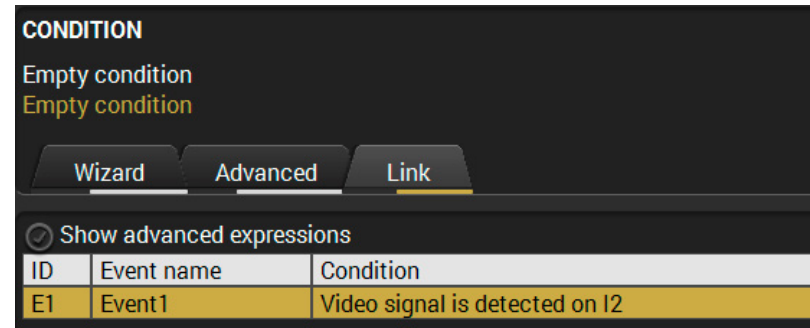 CONDITION
Empty condition
Empty condition
Wizard Advanced Link
Show advanced expressions
ID Event name Condition
E1 Event1 Video signal is detected on I2